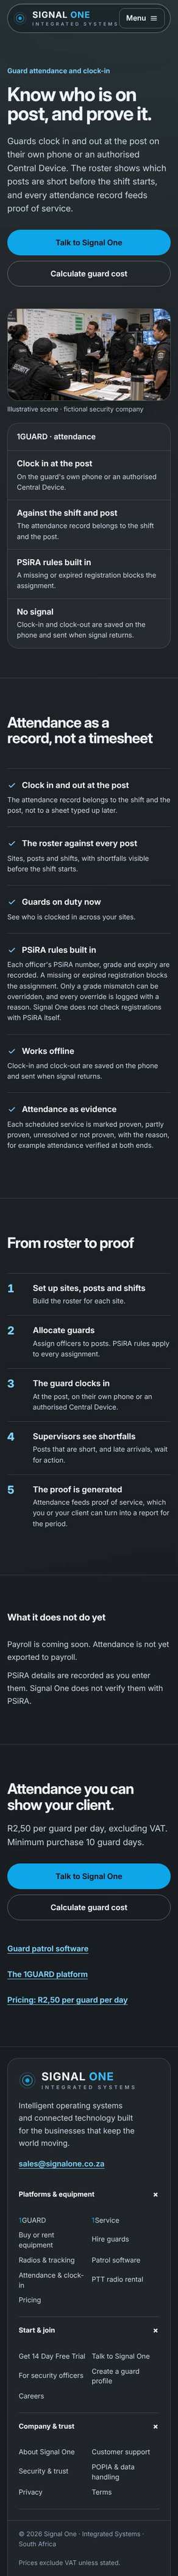 SIGNAL ONE
INTEGRATED SYSTEMS
Menu
Guard attendance and clock-in
Know who is on
post, and prove it.
Guards clock in and out at the post on
their own phone or an authorised
Central Device. The roster shows which
posts are short before the shift starts,
and every attendance record feeds
proof of service.
Talk to Signal One
Calculate guard cost
Illustrative scene · fictional security company
1GUARD · attendance
Clock in at the post
On the guard's own phone or an authorised
Central Device.
Against the shift and post
The attendance record belongs to the shift
and the post.
PSiRA rules built in
A missing or expired registration blocks the
assignment.
No signal
Clock-in and clock-out are saved on the
phone and sent when signal returns.
Attendance as a
record, not a timesheet
Clock in and out at the post
The attendance record belongs to the shift and the
post, not to a sheet typed up later.
The roster against every post
Sites, posts and shifts, with shortfalls visible
before the shift starts.
Guards on duty now
See who is clocked in across your sites.
PSiRA rules built in
Each officer's PSiRA number, grade and expiry are
recorded. A missing or expired registration blocks
the assignment. Only a grade mismatch can be
overridden, and every override is logged with a
reason. Signal One does not check registrations
with PSiRA itself.
Works offline
Clock-in and clock-out are saved on the phone
and sent when signal returns.
Attendance as evidence
Each scheduled service is marked proven, partly
proven, unresolved or not proven, with the reason,
for example attendance verified at both ends.
From roster to proof
1
Set up sites, posts and shifts
Build the roster for each site.
2
Allocate guards
Assign officers to posts. PSiRA rules apply
to every assignment.
3
The guard clocks in
At the post, on their own phone or an
authorised Central Device.
4
Supervisors see shortfalls
Posts that are short, and late arrivals, wait
for action.
5
The proof is generated
Attendance feeds proof of service, which
you or your client can turn into a report for
the period.
What it does not do yet
Payroll is coming soon. Attendance is not yet
exported to payroll.
PSiRA details are recorded as you enter
them. Signal One does not verify them with
PSiRA.
Attendance you can
show your client.
R2,50 per guard per day, excluding VAT.
Minimum purchase 10 guard days.
Talk to Signal One
Calculate guard cost
Guard patrol software
The 1GUARD platform
Pricing: R2,50 per guard per day
SIGNAL ONE
INTEGRATED SYSTEMS
Intelligent operating systems
and connected technology built
for the businesses that keep the
world moving.
sales@signalone.co.za
Platforms & equipment
1GUARD
1Service
Buy or rent
equipment
Hire guards
Radios & tracking
Patrol software
Attendance & clock-
in
PTT radio rental
Pricing
Start & join
Get 14 Day Free Trial
Talk to Signal One
For security officers
Create a guard
profile
Careers
Company & trust
About Signal One
Customer support
Security & trust
POPIA & data
handling
Privacy
Terms
© 2026 Signal One · Integrated Systems ·
South Africa
Prices exclude VAT unless stated.